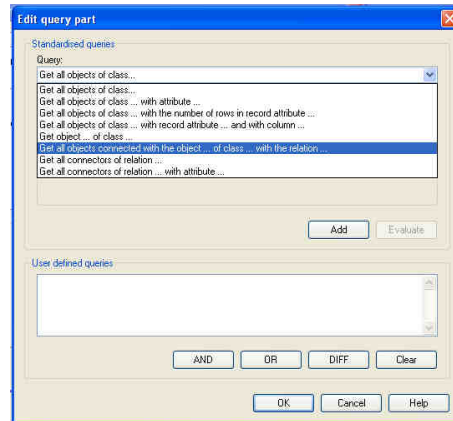 Edit query part
Standardised queries
Query:
Get all objects of class...
Get all objects of class...
Get all objects of class ... with attribute ...
Get all objects of class ... with the number of rows in record attribute ...
Get all objects of class ... with record attribute ... and with column ...
Get object ... of class ...
Get all objects connected with the object ... of class ... with the relation ...
Get all connectors of relation ...
Get all connectors of relation ... with attribute ...
Add Evaluate
User defined queries
AND OR DIFF Clear
OK Cancel Help